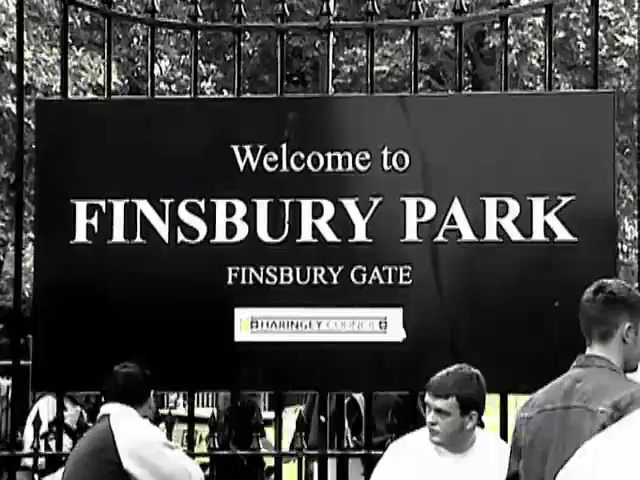 Welcome to
FINSBURY PARK
FINSBURY GATE
HARINGEY COUNCIL